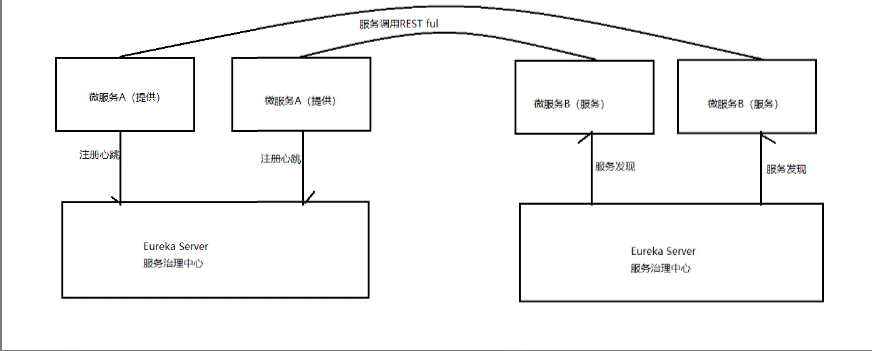 服务调用REST ful
微服务A（提供）
微服务A（提供）
微服务B（服务）
微服务B（服务）
注册心跳
注册心跳
服务发现
服务发现
Eureka Server
服务治理中心
Eureka Server
服务治理中心